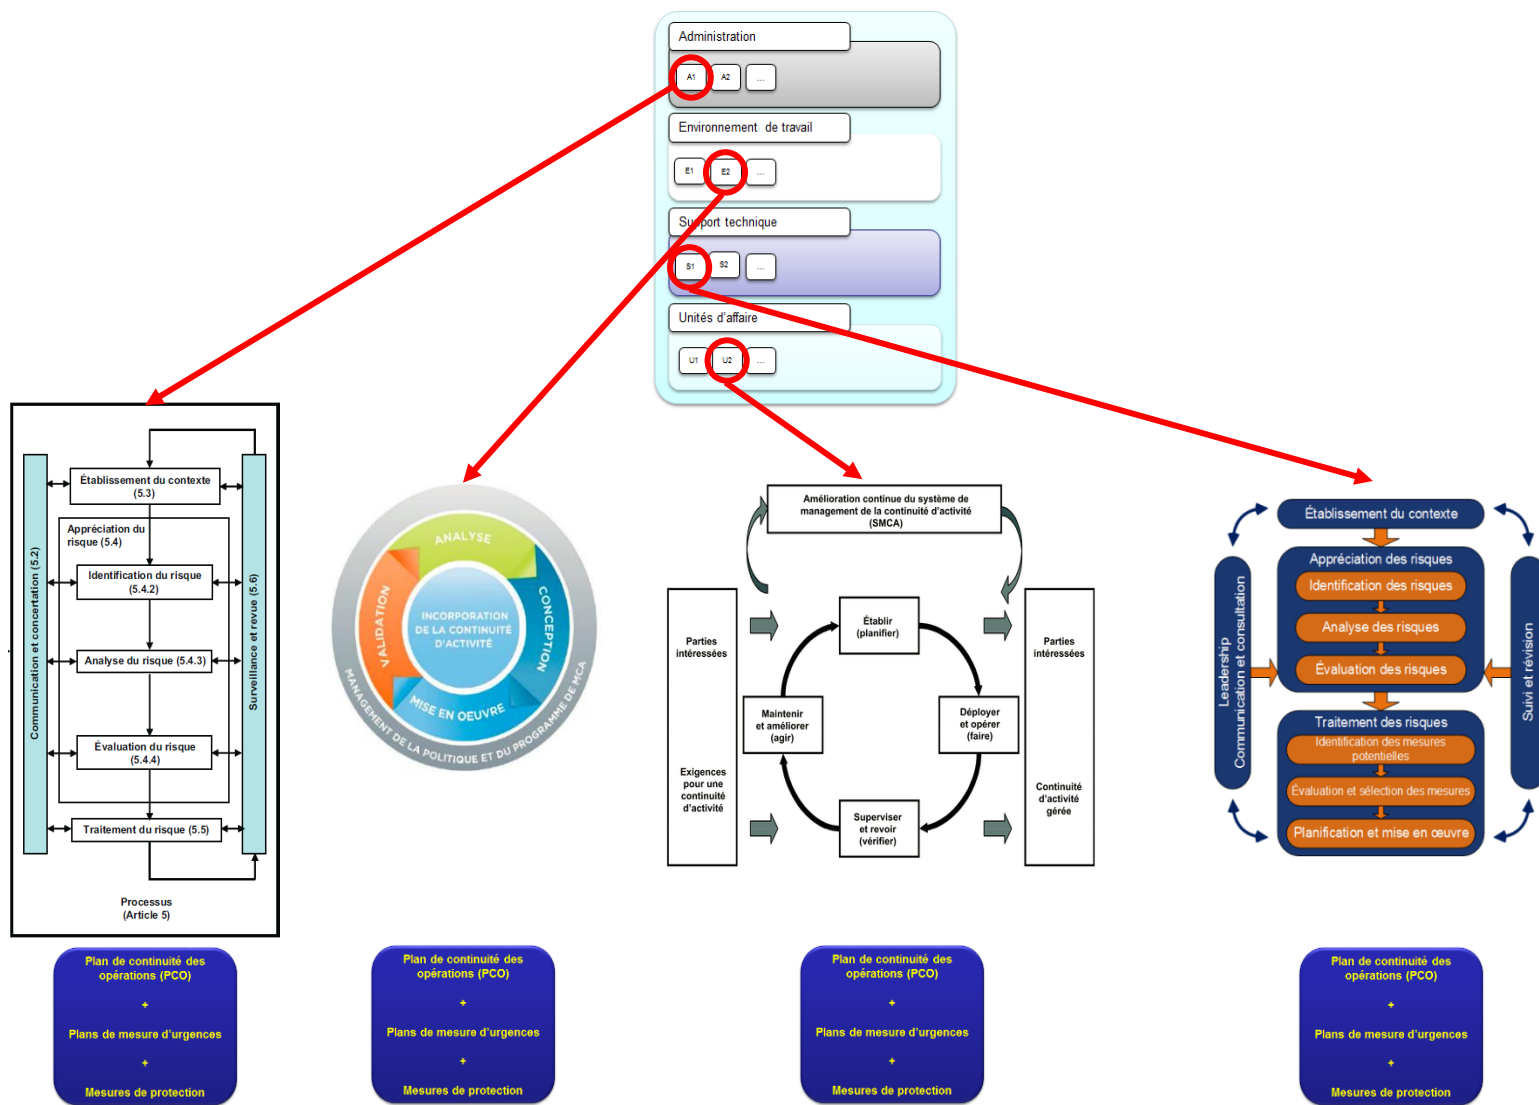 Administration
A1
A2
...
Environnement de travail
E1
E2
...
Support technique
S1
S2
...
Unités d'affaire
U1
U2
...
Communication et concertation (5.2)
Établissement du contexte
(5.3)
Appréciation du
risque (5.4)
Identification du risque
(5.4.2)
Analyse du risque (5.4.3)
Évaluation du risque
(5.4.4)
Traitement du risque (5.5)
Surveillance et revue (5.6)
Processus
(Article 5)
ANALYSE
CONCEPTION
MISE EN OEUVRE
VALIDATION
INCORPORATION
DE LA CONTINUITÉ
D'ACTIVITÉ
MANAGEMENT DE LA POLITIQUE ET DU PROGRAMME DE MCA
Amélioration continue du système de
management de la continuité d'activité
(SMCA)
Parties
intéressées
Exigences
pour une
continuité
d'activité
Établir
(planifier)
Maintenir
et améliorer
(agir)
Déployer
et opérer
(faire)
Superviser
et revoir
(vérifier)
Parties
intéressées
Continuité
d'activité
gérée
Établissement du contexte
Leadership
Communication et consultation
Appréciation des risques
Identification des risques
Analyse des risques
Évaluation des risques
Traitement des risques
Identification des mesures
potentielles
Évaluation et sélection des mesures
Planification et mise en œuvre
Suivi et révision
Plan de continuité des
opérations (PCO)
+
Plans de mesure d'urgences
+
Mesures de protection
Plan de continuité des
opérations (PCO)
+
Plans de mesure d'urgences
+
Mesures de protection
Plan de continuité des
opérations (PCO)
+
Plans de mesure d'urgences
+
Mesures de protection
Plan de continuité des
opérations (PCO)
+
Plans de mesure d'urgences
+
Mesures de protection